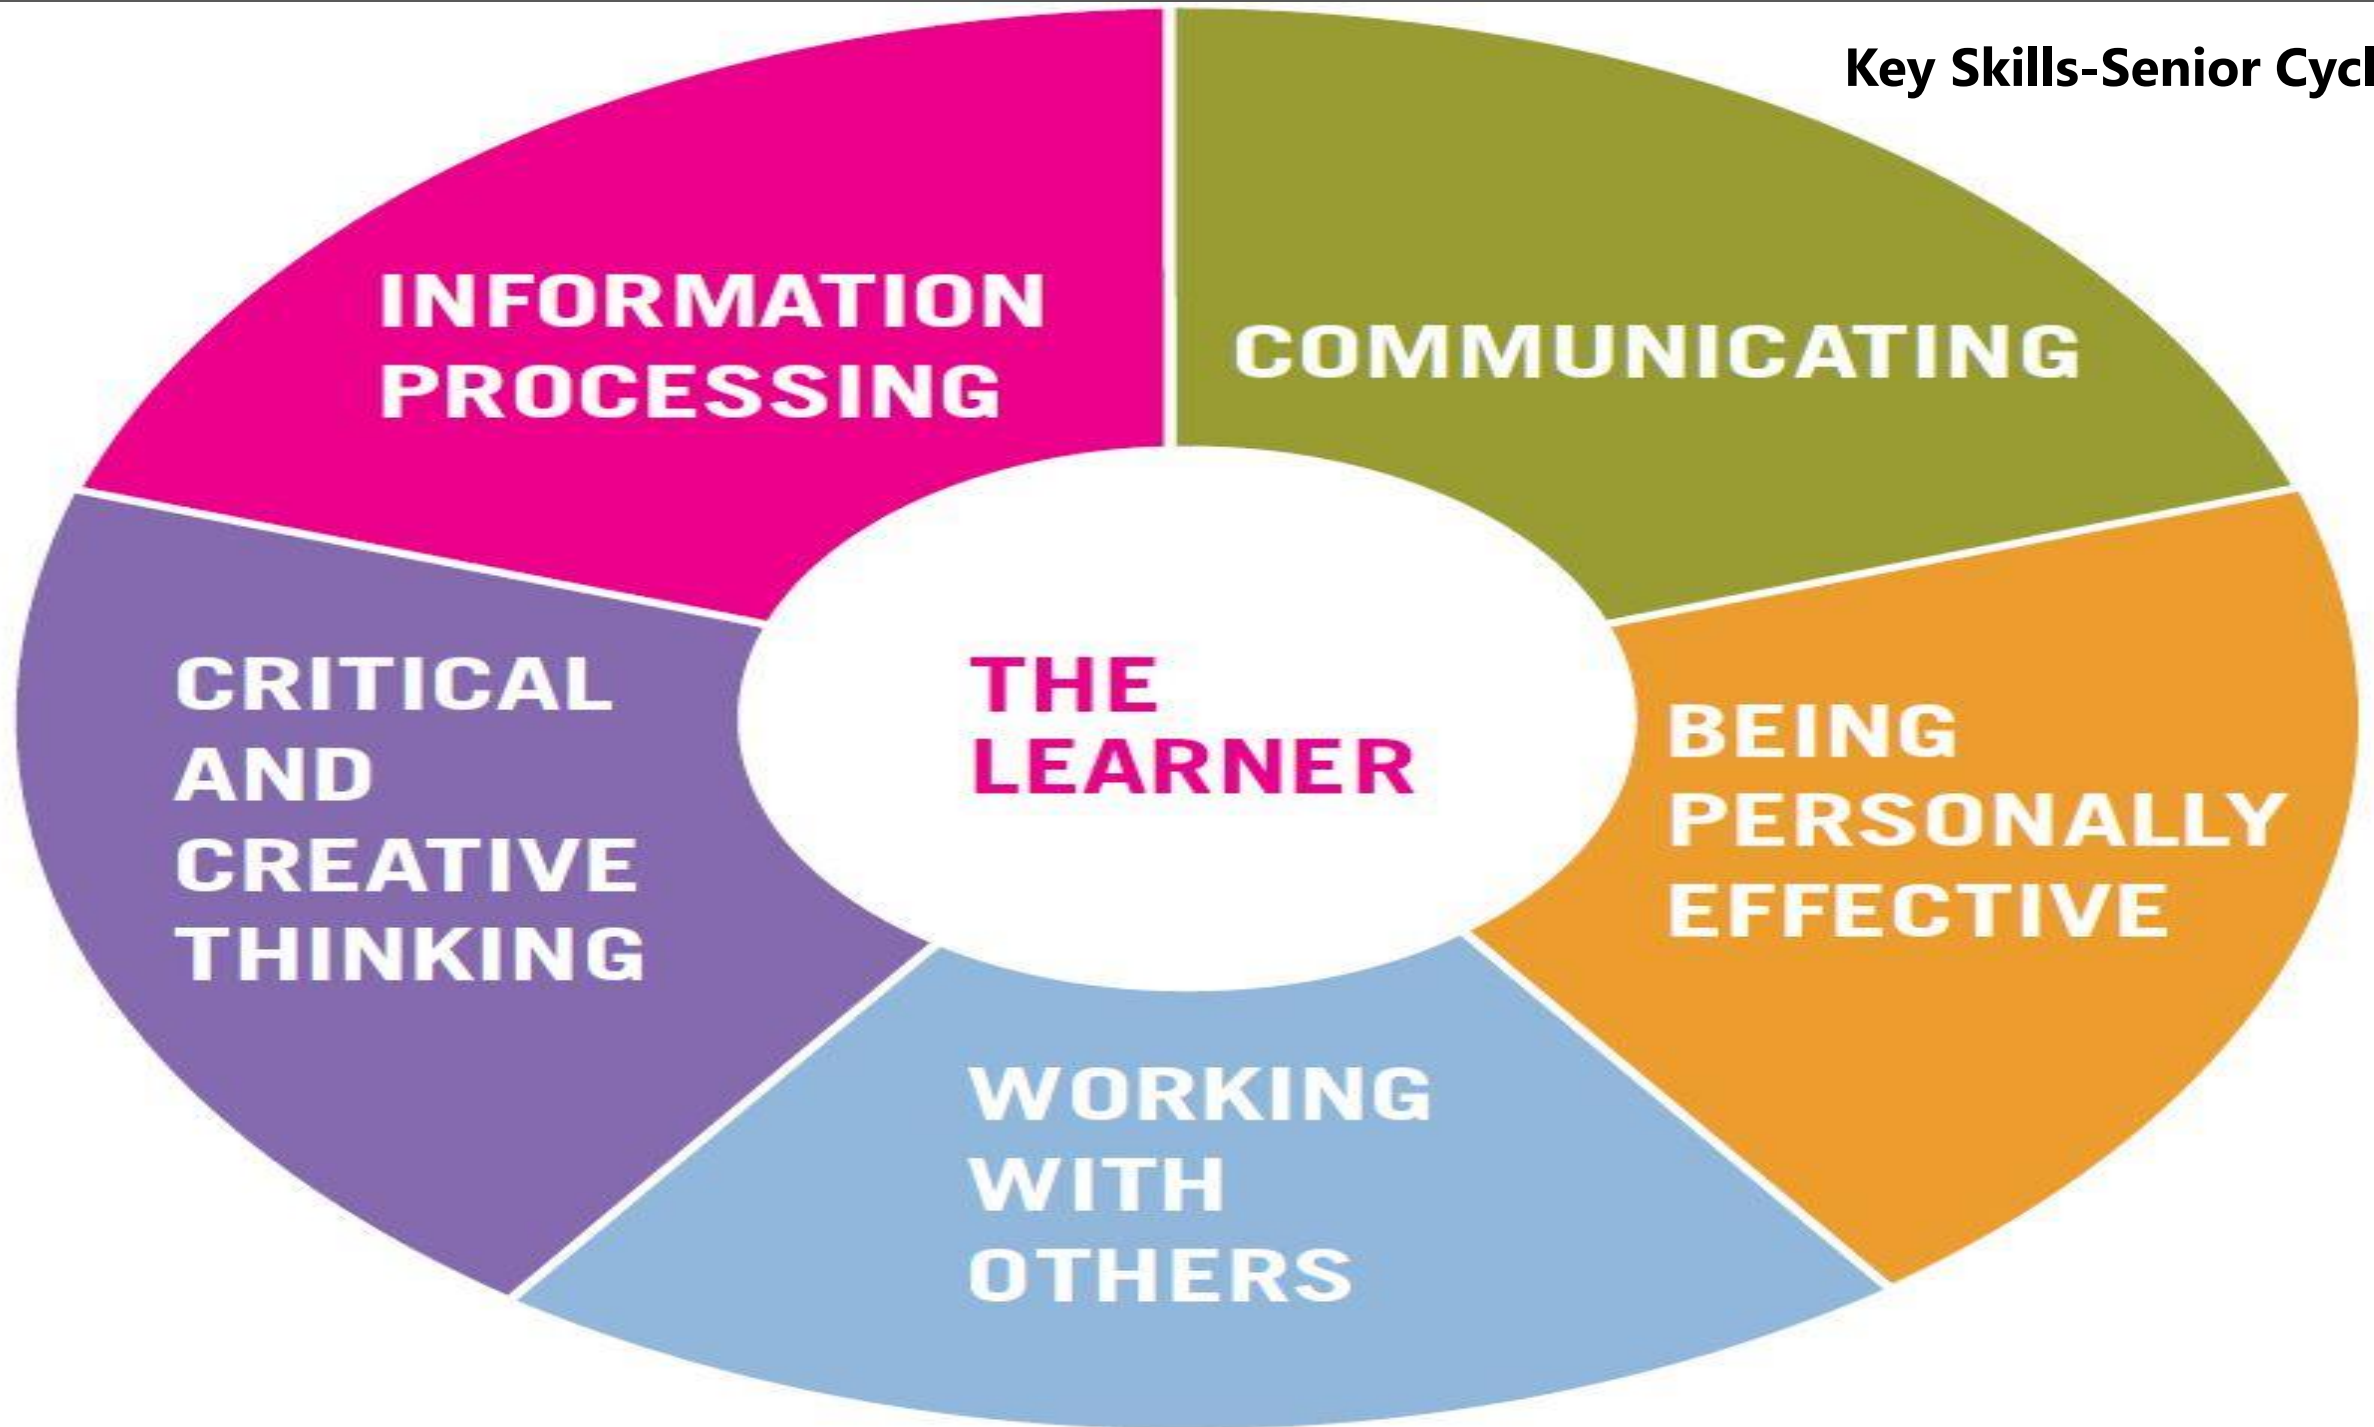 Key Skills-Senior Cycl
INFORMATION
PROCESSING
COMMUNICATING
CRITICAL
AND
CREATIVE
THINKING
THE
LEARNER
BEING
PERSONALLY
EFFECTIVE
WORKING
WITH
OTHERS